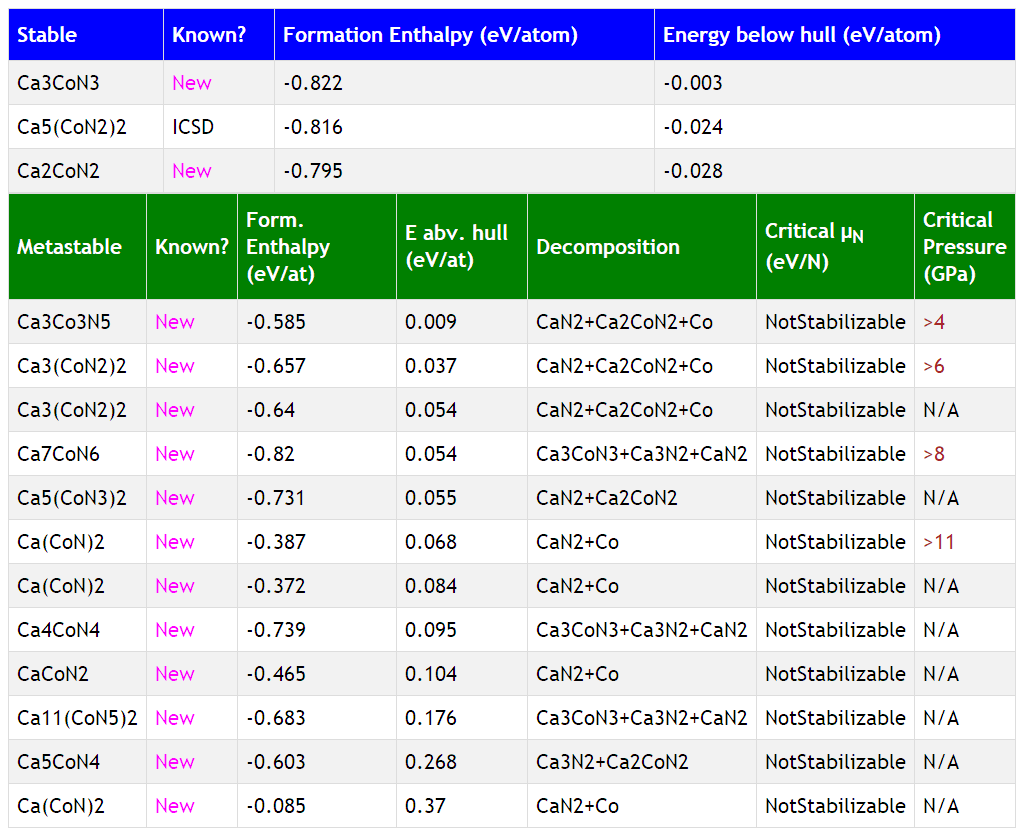 Stable Known? Formation Enthalpy (eV/atom) Energy below hull (eV/atom)
Ca3CoN3 New -0.822 -0.003
Ca5(CoN2)2 ICSD -0.816 -0.024
Ca2CoN2 New -0.795 -0.028
Metastable Known? Form. Enthalpy (eV/at) E abv. hull (eV/at) Decomposition Critical μN (eV/N) Critical Pressure (GPa)
Ca3Co3N5 New -0.585 0.009 CaN2+Ca2CoN2+Co NotStabilizable >4
Ca3(CoN2)2 New -0.657 0.037 CaN2+Ca2CoN2+Co NotStabilizable >6
Ca3(CoN2)2 New -0.64 0.054 CaN2+Ca2CoN2+Co NotStabilizable N/A
Ca7CoN6 New -0.82 0.054 Ca3CoN3+Ca3N2+CaN2 NotStabilizable >8
Ca5(CoN3)2 New -0.731 0.055 CaN2+Ca2CoN2 NotStabilizable N/A
Ca(CoN)2 New -0.387 0.068 CaN2+Co NotStabilizable >11
Ca(CoN)2 New -0.372 0.084 CaN2+Co NotStabilizable N/A
Ca4CoN4 New -0.739 0.095 Ca3CoN3+Ca3N2+CaN2 NotStabilizable N/A
CaCoN2 New -0.465 0.104 CaN2+Co NotStabilizable N/A
Ca11(CoN5)2 New -0.683 0.176 Ca3CoN3+Ca3N2+CaN2 NotStabilizable N/A
Ca5CoN4 New -0.603 0.268 Ca3N2+Ca2CoN2 NotStabilizable N/A
Ca(CoN)2 New -0.085 0.37 CaN2+Co NotStabilizable N/A